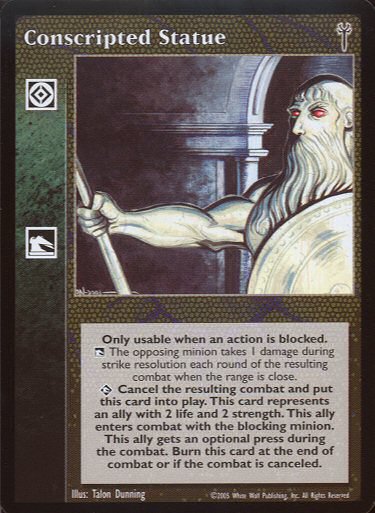 Conscripted Statue
Only usable when an action is blocked.
The opposing minion takes 1 damage during
strike resolution each round of the resulting
combat when the range is close.
Cancel the resulting combat and put
this card into play. This card represents
an ally with 2 life and 2 strength. This ally
enters combat with the blocking minion.
This ally gets an optional press during
the combat. Burn this card at the end of
combat or if the combat is canceled.
Illus: Talon Dunning
©2005 White Wolf Publishing, Inc. All Rights Reserved.